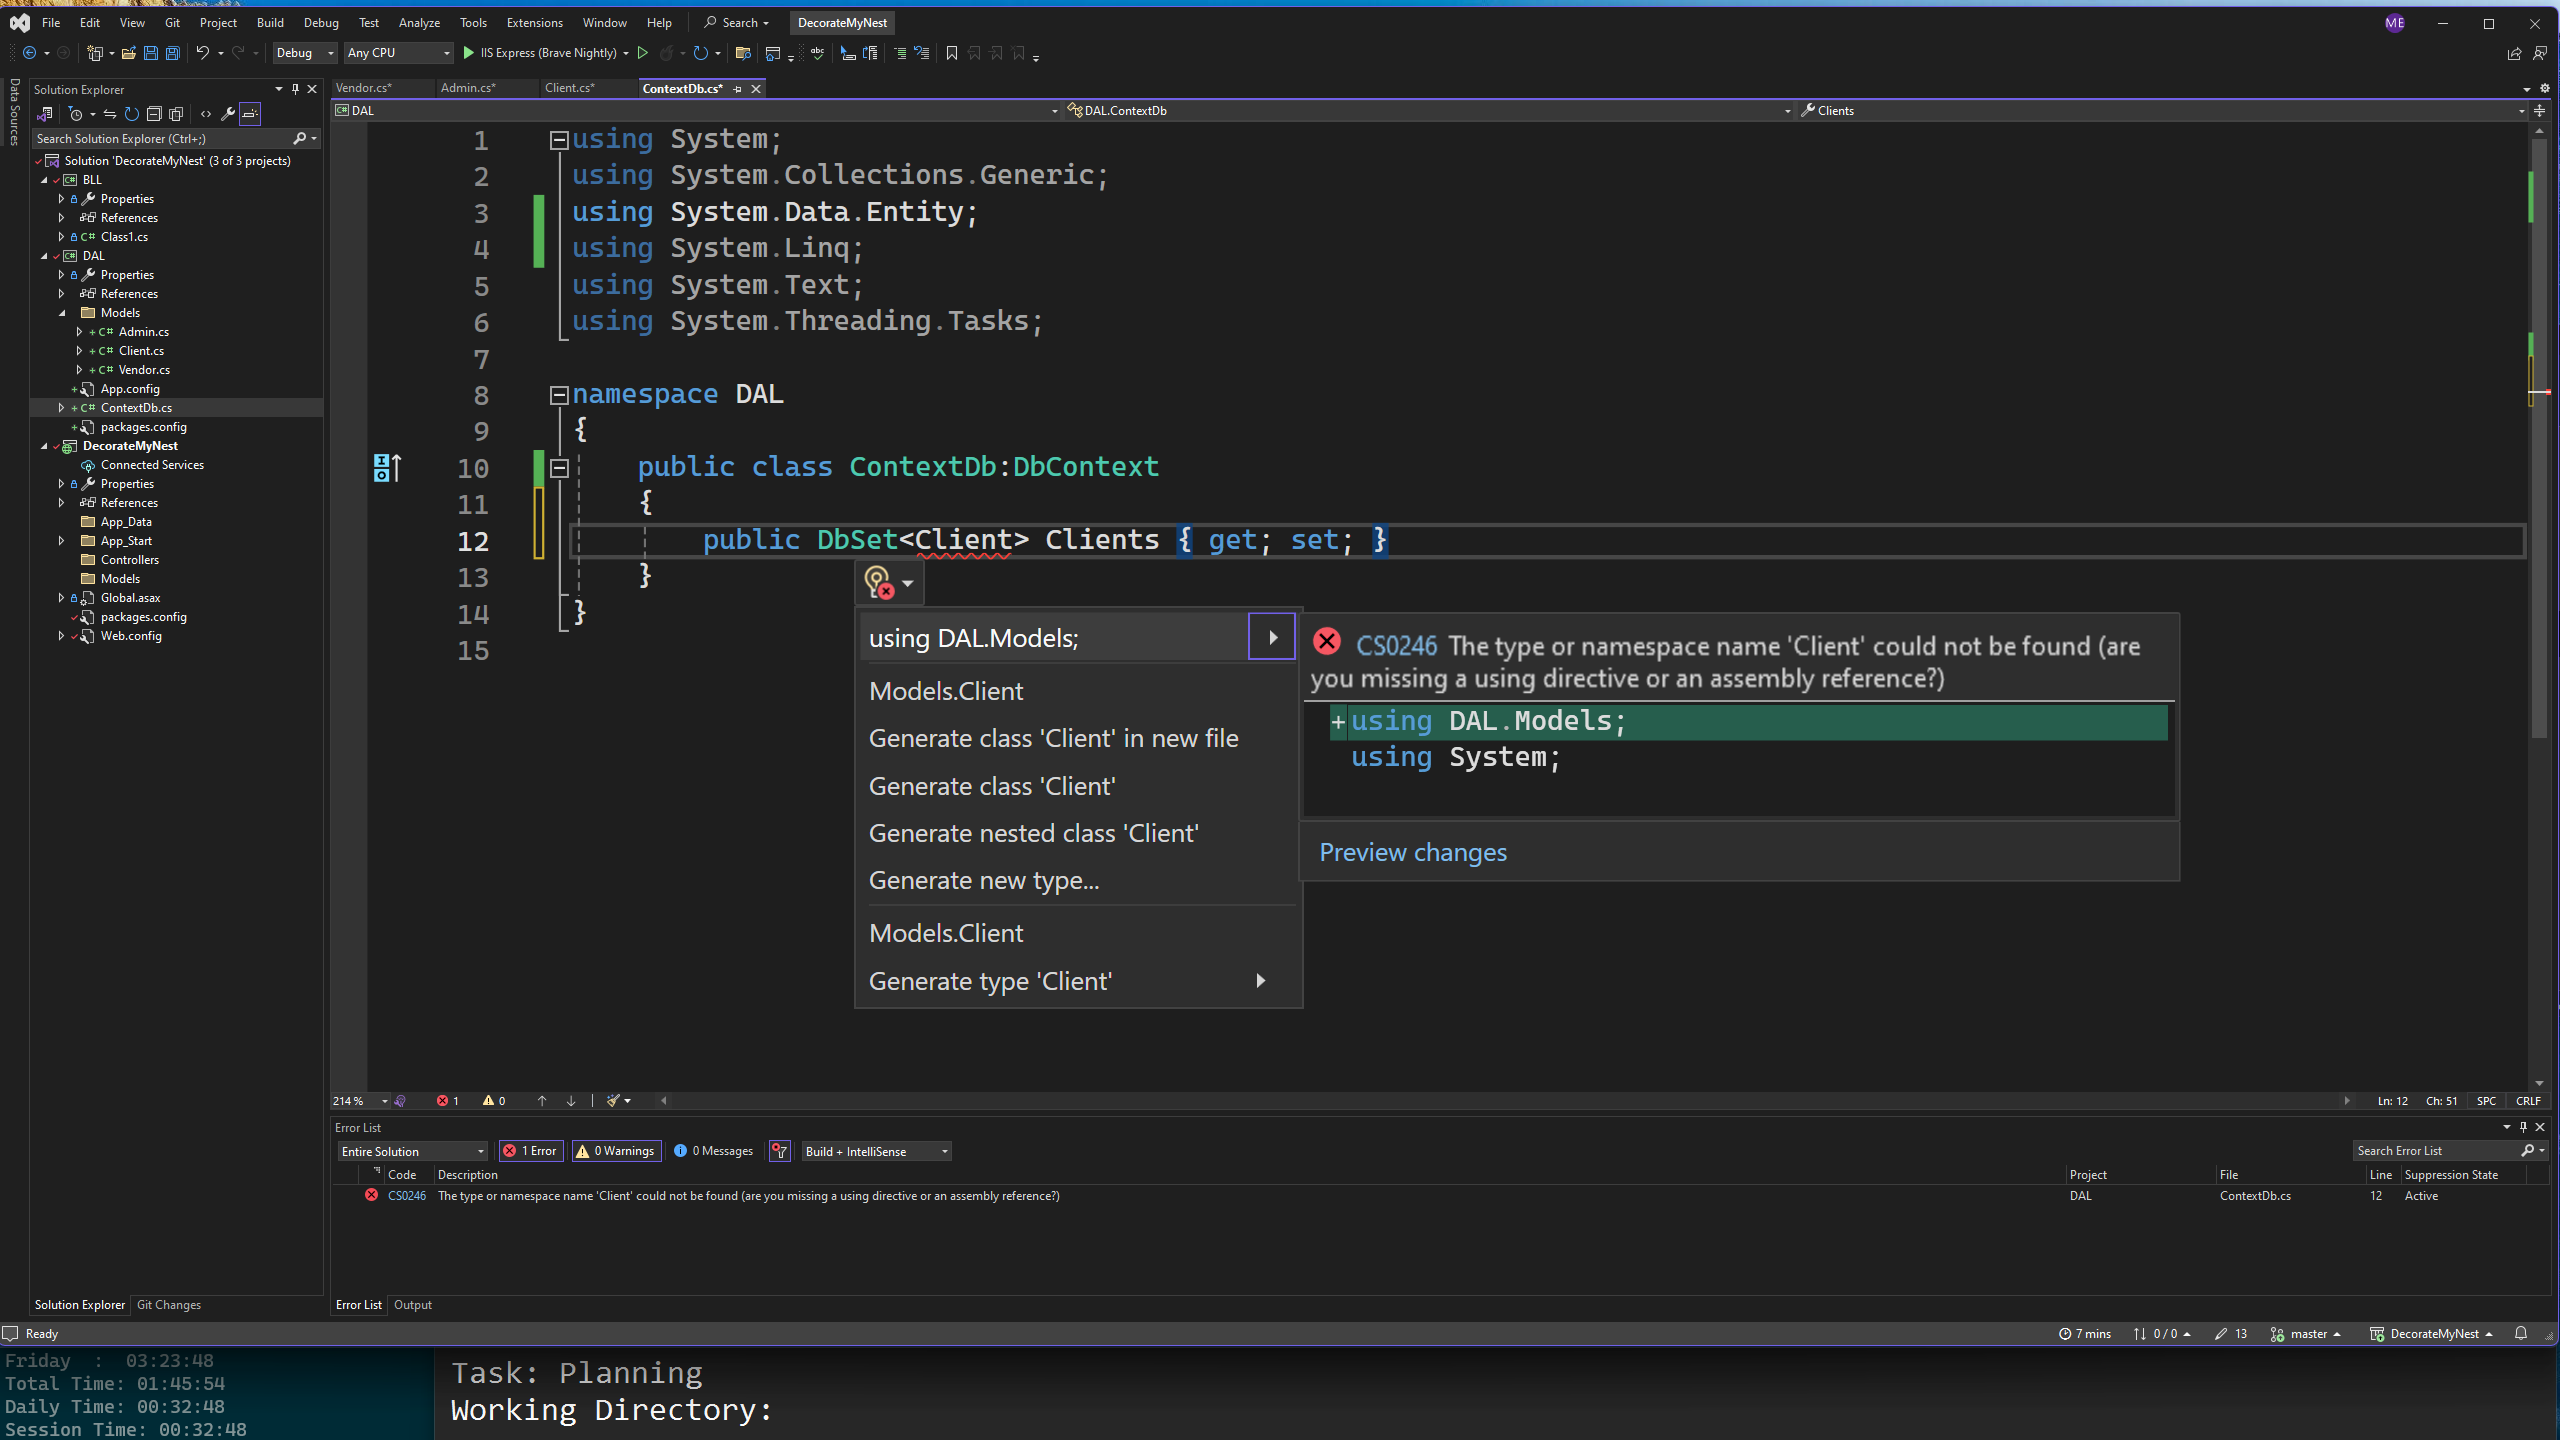 File Edit View Git Project Build Debug Test Analyze Tools Extensions Window Help Search DecorateMyNest ME
Debug Any CPU IIS Express (Brave Nightly)
Data Sources
Solution Explorer
Search Solution Explorer (Ctrl+;)
Solution 'DecorateMyNest' (3 of 3 projects)
BLL
Properties
References
C# Class1.cs
DAL
Properties
References
Models
C# Admin.cs
C# Client.cs
C# Vendor.cs
App.config
C# ContextDb.cs
packages.config
DecorateMyNest
Connected Services
Properties
References
App_Data
App_Start
Controllers
Models
Global.asax
packages.config
Web.config
Solution Explorer Git Changes
Vendor.cs* Admin.cs* Client.cs* ContextDb.cs*
DAL DAL.ContextDb Clients
1 using System;
2 using System.Collections.Generic;
3 using System.Data.Entity;
4 using System.Linq;
5 using System.Text;
6 using System.Threading.Tasks;
7
8 namespace DAL
9 {
10 public class ContextDb:DbContext
11 {
12 public DbSet<Client> Clients { get; set; }
13 }
14 }
15
using DAL.Models;
Models.Client
Generate class 'Client' in new file
Generate class 'Client'
Generate nested class 'Client'
Generate new type...
Models.Client
Generate type 'Client'
CS0246 The type or namespace name 'Client' could not be found (are
you missing a using directive or an assembly reference?)
+using DAL.Models;
using System;
Preview changes
214 % 1 0 Ln: 12 Ch: 51 SPC CRLF
Error List
Entire Solution 1 Error 0 Warnings 0 Messages Build + IntelliSense Search Error List
Code Description Project File Line Suppression State
CS0246 The type or namespace name 'Client' could not be found (are you missing a using directive or an assembly reference?) DAL ContextDb.cs 12 Active
Error List Output
Ready 7 mins 0 / 0 13 master DecorateMyNest
Friday : 03:23:48
Total Time: 01:45:54
Daily Time: 00:32:48
Session Time: 00:32:48
Task: Planning
Working Directory: